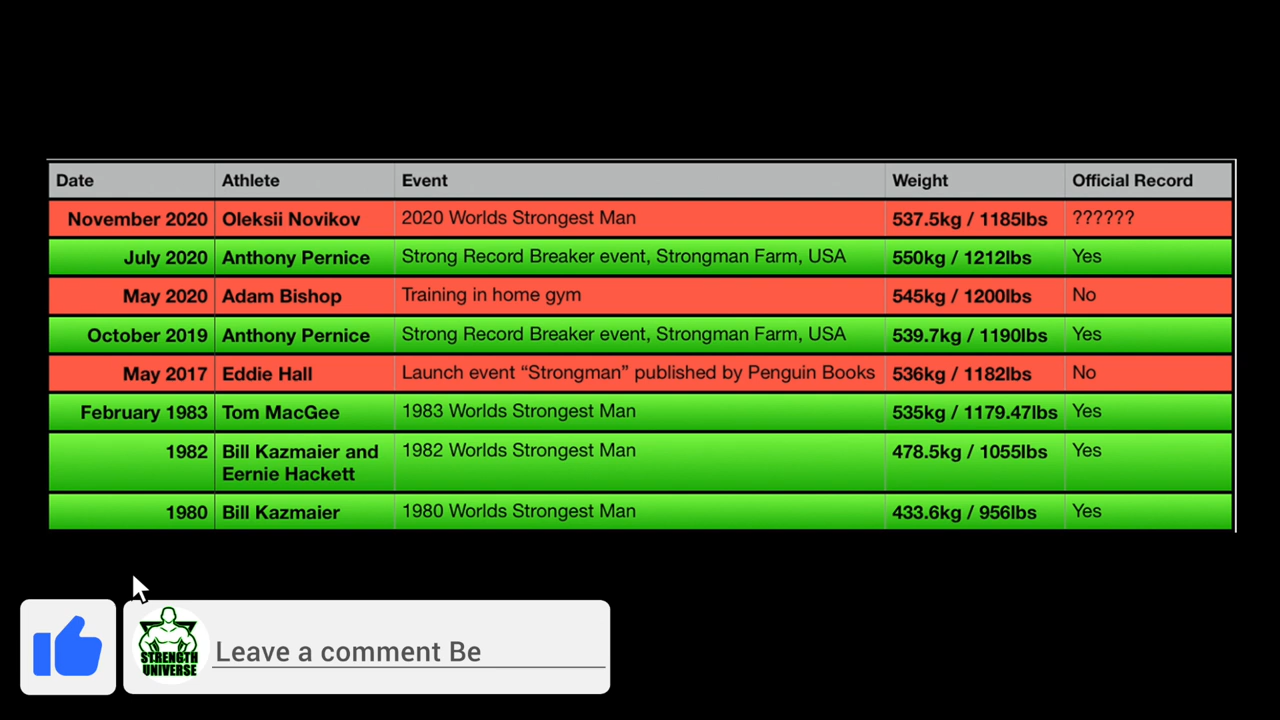 Date Athlete Event Weight Official Record
November 2020 Oleksii Novikov 2020 Worlds Strongest Man 537.5kg / 1185lbs ??????
July 2020 Anthony Pernice Strong Record Breaker event, Strongman Farm, USA 550kg / 1212lbs Yes
May 2020 Adam Bishop Training in home gym 545kg / 1200lbs No
October 2019 Anthony Pernice Strong Record Breaker event, Strongman Farm, USA 539.7kg / 1190lbs Yes
May 2017 Eddie Hall Launch event “Strongman” published by Penguin Books 536kg / 1182lbs No
February 1983 Tom MacGee 1983 Worlds Strongest Man 535kg / 1179.47lbs Yes
1982 Bill Kazmaier and 1982 Worlds Strongest Man 478.5kg / 1055lbs Yes
Eernie Hackett
1980 Bill Kazmaier 1980 Worlds Strongest Man 433.6kg / 956lbs Yes
Leave a comment Be
STRENGTH
UNIVERSE